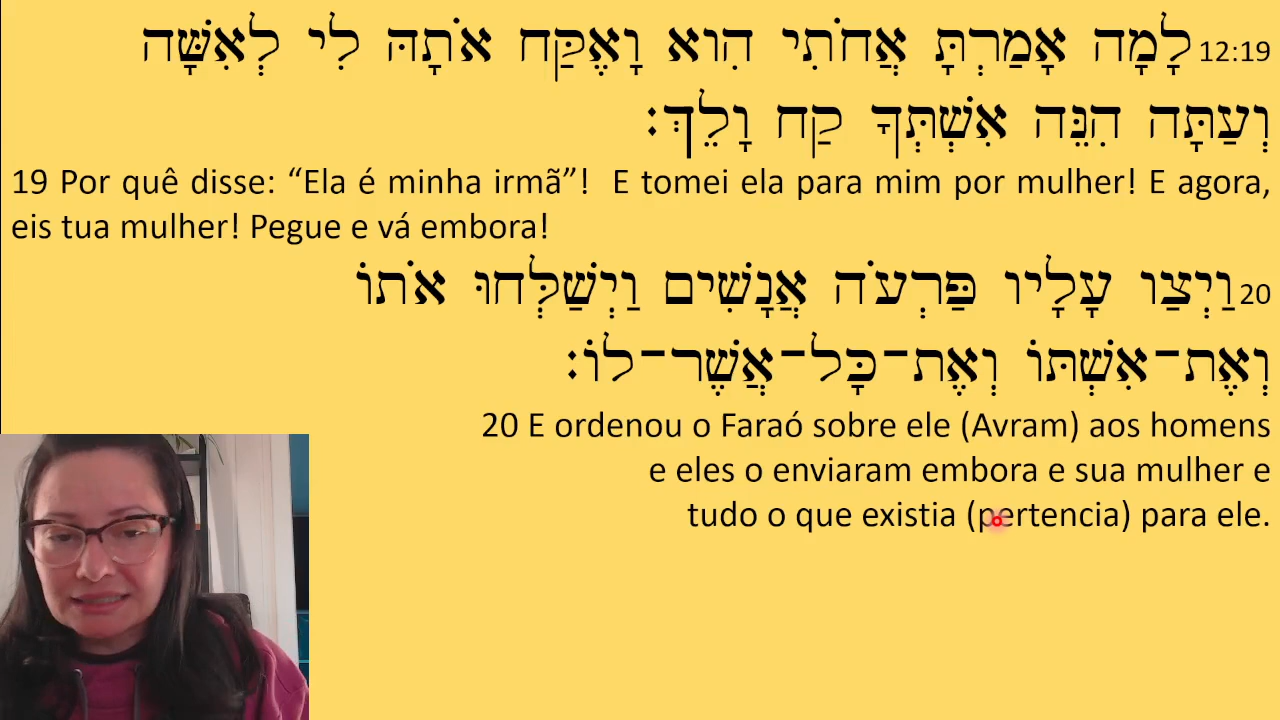 12:19 לָמָה אָמַרְתָּ אֲחֹתִי הִוא וָאֶקַּח אֹתָהּ לִי לְאִשָּׁה
וְעַתָּה הִנֵּה אִשְׁתְּךָ קַח וָלֵךְ׃
19 Por quê disse: “Ela é minha irmã”! E tomei ela para mim por mulher! E agora,
eis tua mulher! Pegue e vá embora!
20 וַיְצַו עָלָיו פַּרְעֹה אֲנָשִׁים וַיְשַׁלְּחוּ אֹתוֹ
וְאֶת־אִשְׁתּוֹ וְאֶת־כָּל־אֲשֶׁר־לוֹ׃
20 E ordenou o Faraó sobre ele (Avram) aos homens
e eles o enviaram embora e sua mulher e
tudo o que existia (pertencia) para ele.